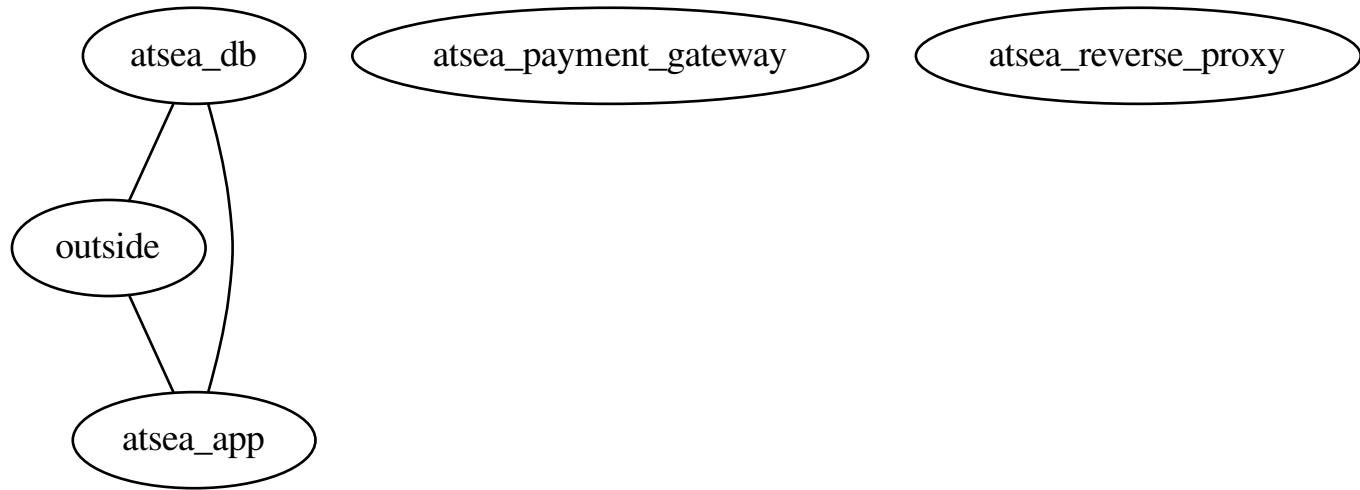 atsea_db
atsea_payment_gateway
atsea_reverse_proxy
outside
atsea_app